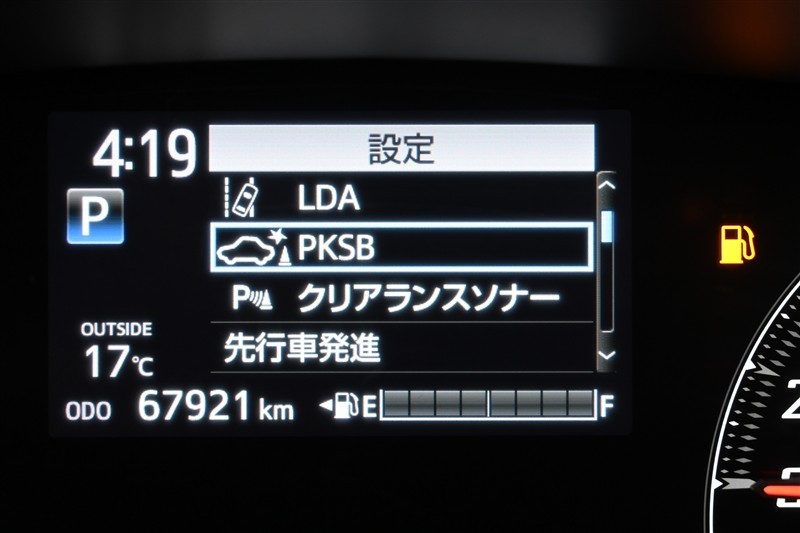 4:19
設定
P
LDA
PKSB
P クリアランスソナー
先行車発進
OUTSIDE
17℃
ODO 67921 km
E F
2